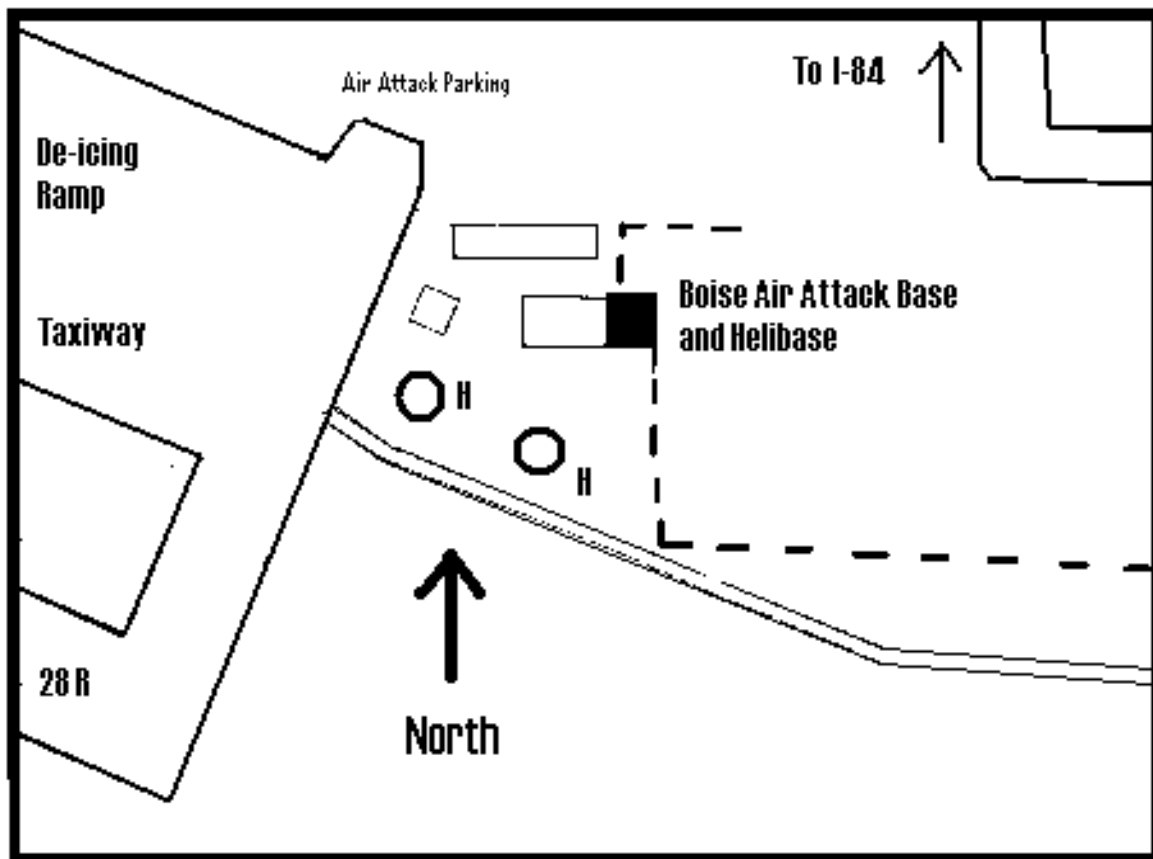 Air Attack Parking
To I-84
De-icing
Ramp
Boise Air Attack Base
and Helibase
Taxiway
H
H
28 R
North